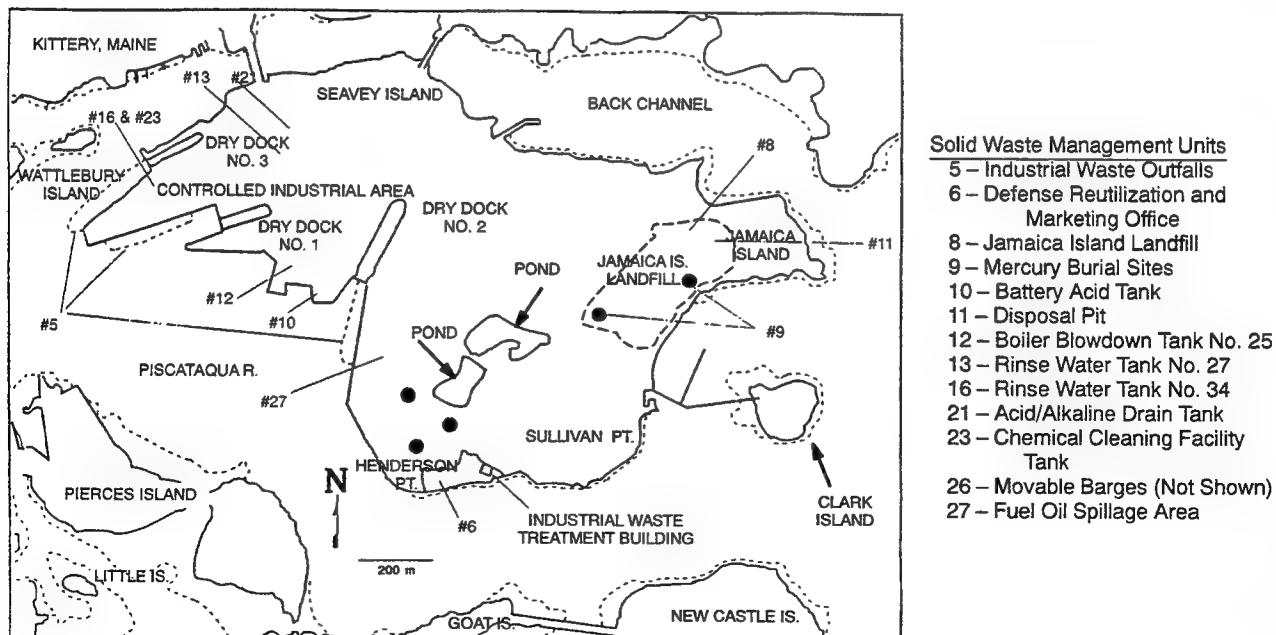 KITTERY, MAINE
#13
#21
SEAVEY ISLAND
BACK CHANNEL
#16 & #23
DRY DOCK
NO. 3
#8
WATTLEBURY
ISLAND
CONTROLLED INDUSTRIAL AREA
DRY DOCK
NO. 1
DRY DOCK
NO. 2
JAMAICA
ISLAND
#11
JAMAICA IS.
LANDFILL
POND
#12
#10
#5
#9
POND
PISCATAQUA R.
#27
SULLIVAN PT.
HENDERSON
PT.
N
PIERCES ISLAND
#6
INDUSTRIAL WASTE
TREATMENT BUILDING
CLARK
ISLAND
200 m
LITTLE IS.
GOAT IS.
NEW CASTLE IS.
Solid Waste Management Units
5 – Industrial Waste Outfalls
6 – Defense Reutilization and
Marketing Office
8 – Jamaica Island Landfill
9 – Mercury Burial Sites
10 – Battery Acid Tank
11 – Disposal Pit
12 – Boiler Blowdown Tank No. 25
13 – Rinse Water Tank No. 27
16 – Rinse Water Tank No. 34
21 – Acid/Alkaline Drain Tank
23 – Chemical Cleaning Facility
Tank
26 – Movable Barges (Not Shown)
27 – Fuel Oil Spillage Area